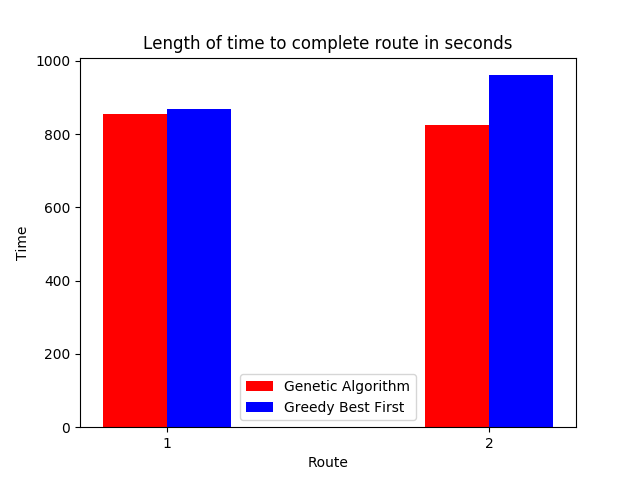 Length of time to complete route in seconds
1000
800
600
400
200
0
Time
Genetic Algorithm
Greedy Best First
1
2
Route